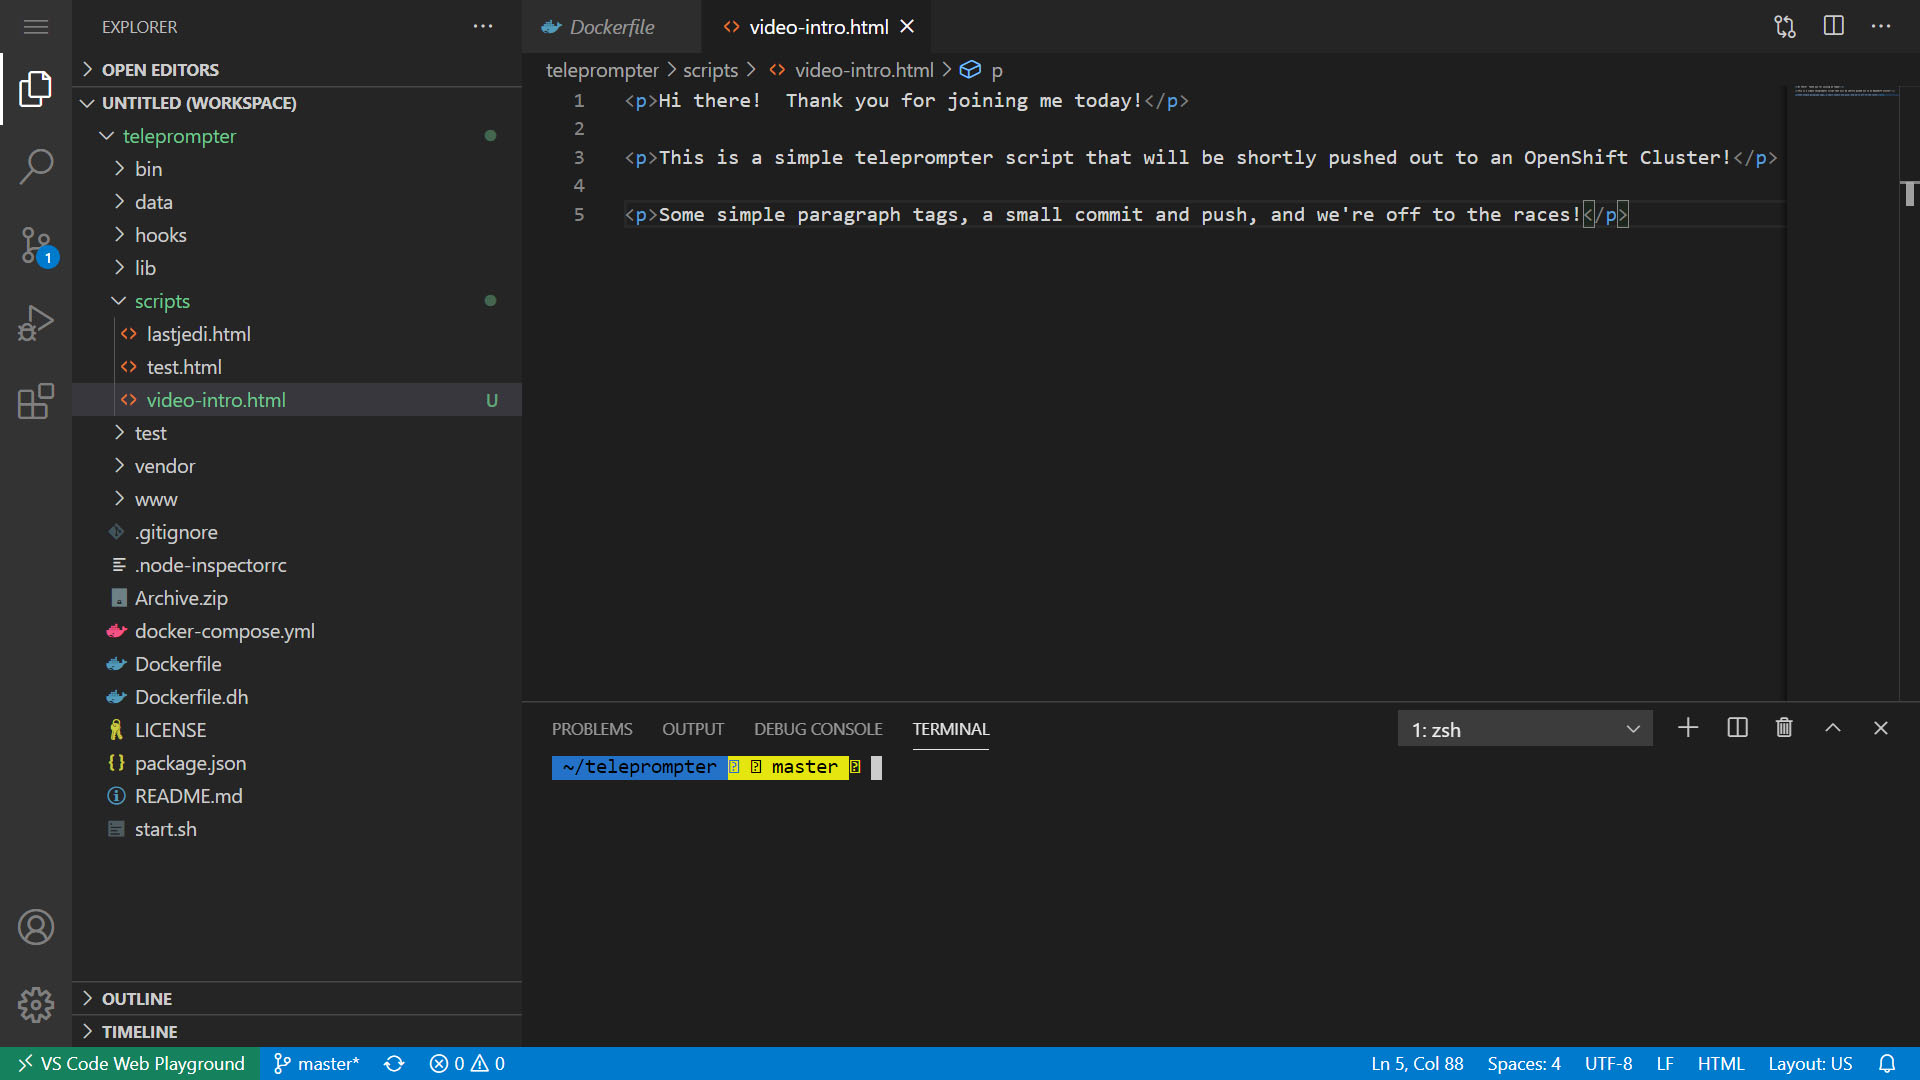 EXPLORER
OPEN EDITORS
UNTITLED (WORKSPACE)
teleprompter
bin
data
hooks
lib
scripts
lastjedi.html
test.html
video-intro.html U
test
vendor
www
.gitignore
.node-inspectorrc
Archive.zip
docker-compose.yml
Dockerfile
Dockerfile.dh
LICENSE
package.json
README.md
start.sh
OUTLINE
TIMELINE
1
Dockerfile video-intro.html
teleprompter > scripts > video-intro.html > p
1 <p>Hi there!  Thank you for joining me today!</p>
2
3 <p>This is a simple teleprompter script that will be shortly pushed out to an OpenShift Cluster!</p>
4
5 <p>Some simple paragraph tags, a small commit and push, and we're off to the races!</p>
PROBLEMS OUTPUT DEBUG CONSOLE TERMINAL 1: zsh
~/teleprompter master
VS Code Web Playground master* 0 0 Ln 5, Col 88 Spaces: 4 UTF-8 LF HTML Layout: US